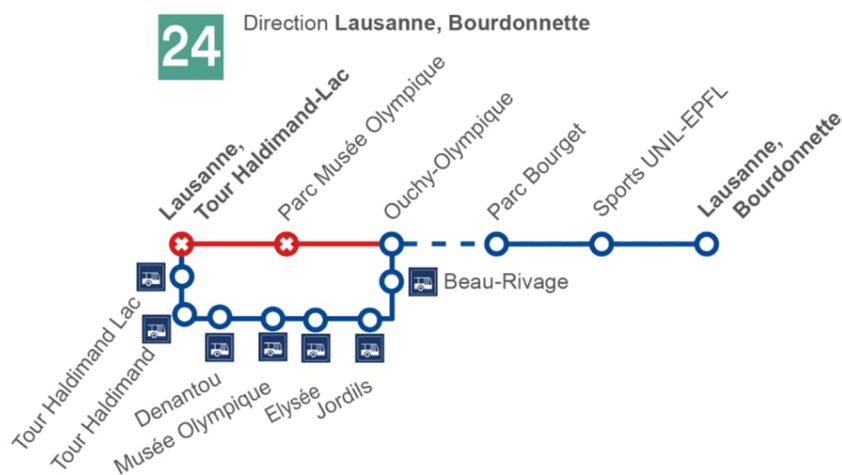 24
Direction Lausanne, Bourdonnette
Lausanne,
Tour Haldimand-Lac
Parc Musée Olympique
Ouchy-Olympique
Parc Bourget
Sports UNIL-EPFL
Lausanne,
Bourdonnette
Beau-Rivage
Tour Haldimand Lac
Tour Haldimand
Denantou
Musée Olympique
Elysée
Jordils